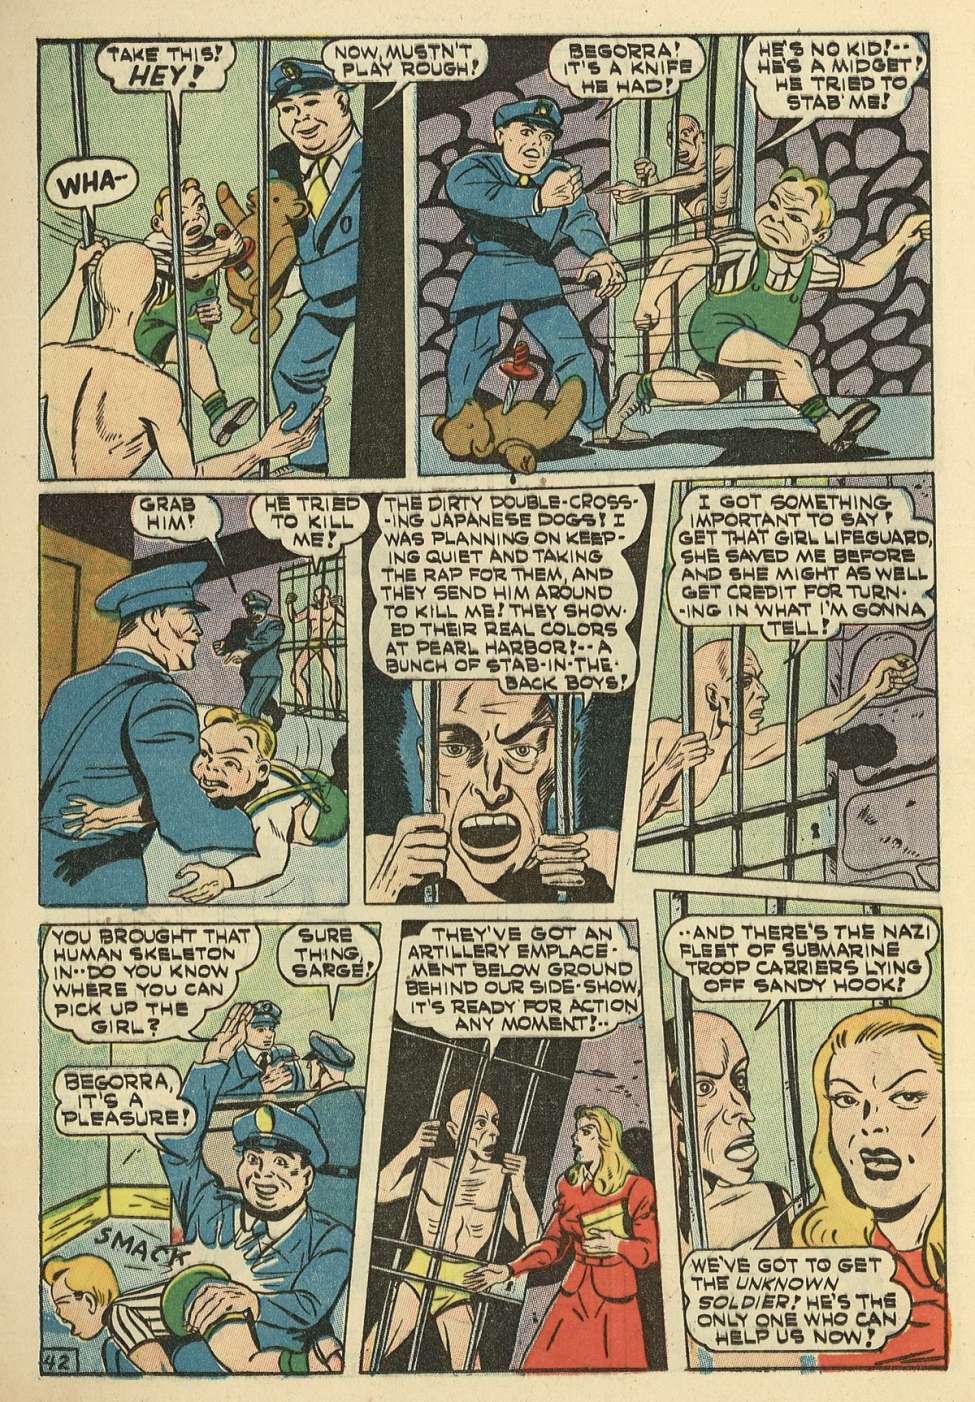 TAKE THIS!
HEY!
NOW, MUSTN'T
PLAY ROUGH!
WHA--
BEGORRA!
IT'S A KNIFE
HE HAD!
HE'S NO KID!--
HE'S A MIDGET!
HE TRIED TO
STAB ME!
GRAB
HIM!
HE TRIED
TO KILL
ME!
THE DIRTY DOUBLE-CROSS-
-ING JAPANESE DOGS! I
WAS PLANNING ON KEEP-
ING QUIET AND TAKING
THE RAP FOR THEM, AND
THEY SEND HIM AROUND
TO KILL ME! THEY SHOW-
ED THEIR REAL COLORS
AT PEARL HARBOR!-- A
BUNCH OF STAB-IN-THE-
BACK BOYS!
I GOT SOMETHING
IMPORTANT TO SAY!
GET THAT GIRL LIFEGUARD,
SHE SAVED ME BEFORE
AND SHE MIGHT AS WELL
GET CREDIT FOR TURN-
-ING IN WHAT I'M GONNA
TELL!
YOU BROUGHT THAT
HUMAN SKELETON
IN--DO YOU KNOW
WHERE YOU CAN
PICK UP THE
GIRL?
SURE
THING,
SARGE!
BEGORRA,
IT'S A
PLEASURE!
SMACK
THEY'VE GOT AN
ARTILLERY EMPLACE-
MENT BELOW GROUND
BEHIND OUR SIDE-SHOW,
IT'S READY FOR ACTION
ANY MOMENT!--
--AND THERE'S THE NAZI
FLEET OF SUBMARINE
TROOP CARRIERS LYING
OFF SANDY HOOK!
WE'VE GOT TO GET
THE UNKNOWN
SOLDIER! HE'S THE
ONLY ONE WHO CAN
HELP US NOW!
42